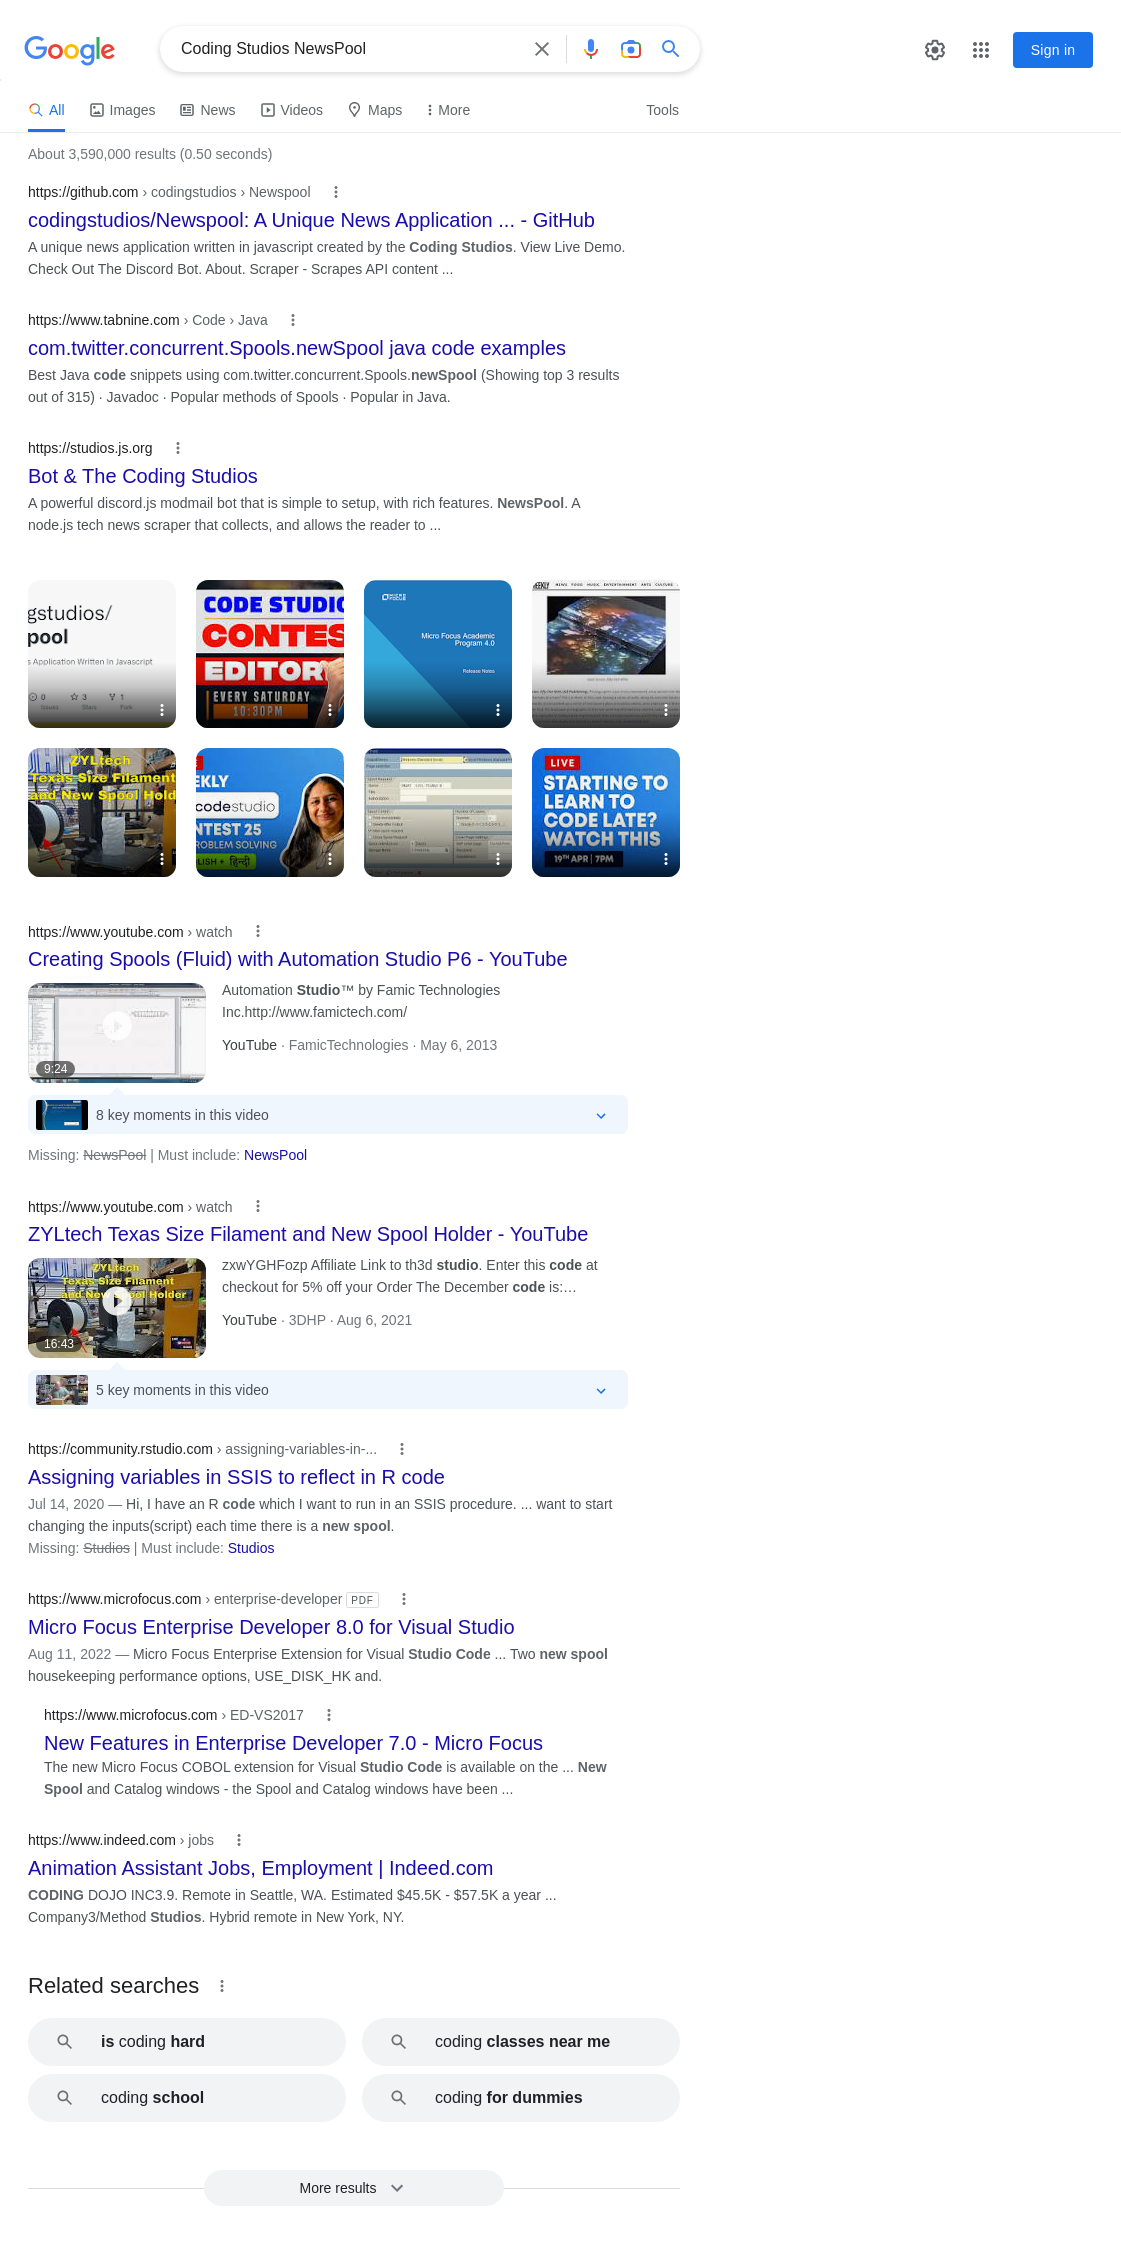 Google
Coding Studios NewsPool
Sign in
All
Images
News
Videos
Maps
More
Tools
About 3,590,000 results (0.50 seconds)
https://github.com › codingstudios › Newspool
codingstudios/Newspool: A Unique News Application ... - GitHub
A unique news application written in javascript created by the Coding Studios. View Live Demo.
Check Out The Discord Bot. About. Scraper - Scrapes API content ...
https://www.tabnine.com › Code › Java
com.twitter.concurrent.Spools.newSpool java code examples
Best Java code snippets using com.twitter.concurrent.Spools.newSpool (Showing top 3 results
out of 315) · Javadoc · Popular methods of Spools · Popular in Java.
https://studios.js.org
Bot & The Coding Studios
A powerful discord.js modmail bot that is simple to setup, with rich features. NewsPool. A
node.js tech news scraper that collects, and allows the reader to ...
gstudios/
pool
s Application Written In Javascript
0
3
1
Issues
Stars
Fork
CODE STUDIO
CONTES
EDITOR
EVERY SATURDAY
10:30PM
Micro Focus Academic
Program 4.0
Release Notes
WEEKLY
ZYLtech
Texas Size Filament
and New Spool Hold
EKLY
codestudio
NTEST 25
ROBLEM SOLVING
LISH + हिन्दी
LIVE
STARTING TO
LEARN TO
CODE LATE?
WATCH THIS
19TH APR | 7PM
https://www.youtube.com › watch
Creating Spools (Fluid) with Automation Studio P6 - YouTube
Automation Studio™ by Famic Technologies
Inc.http://www.famictech.com/
YouTube · FamicTechnologies · May 6, 2013
9:24
8 key moments in this video
Missing: NewsPool | Must include: NewsPool
https://www.youtube.com › watch
ZYLtech Texas Size Filament and New Spool Holder - YouTube
ZYLtech
Texas Size Filament
and New Spool Holder
16:43
zxwYGHFozp Affiliate Link to th3d studio. Enter this code at
checkout for 5% off your Order The December code is:...
YouTube · 3DHP · Aug 6, 2021
5 key moments in this video
https://community.rstudio.com › assigning-variables-in-...
Assigning variables in SSIS to reflect in R code
Jul 14, 2020 — Hi, I have an R code which I want to run in an SSIS procedure. ... want to start
changing the inputs(script) each time there is a new spool.
Missing: Studios | Must include: Studios
https://www.microfocus.com › enterprise-developer PDF
Micro Focus Enterprise Developer 8.0 for Visual Studio
Aug 11, 2022 — Micro Focus Enterprise Extension for Visual Studio Code ... Two new spool
housekeeping performance options, USE_DISK_HK and.
https://www.microfocus.com › ED-VS2017
New Features in Enterprise Developer 7.0 - Micro Focus
The new Micro Focus COBOL extension for Visual Studio Code is available on the ... New
Spool and Catalog windows - the Spool and Catalog windows have been ...
https://www.indeed.com › jobs
Animation Assistant Jobs, Employment | Indeed.com
CODING DOJO INC3.9. Remote in Seattle, WA. Estimated $45.5K - $57.5K a year ...
Company3/Method Studios. Hybrid remote in New York, NY.
Related searches
is coding hard
coding classes near me
coding school
coding for dummies
More results